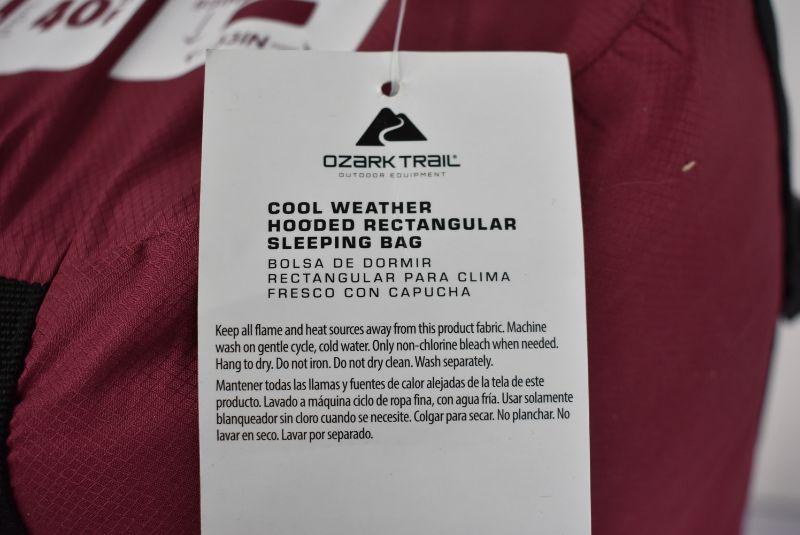 40F
OZARK TRAIL®
OUTDOOR EQUIPMENT
COOL WEATHER
HOODED RECTANGULAR
SLEEPING BAG
BOLSA DE DORMIR
RECTANGULAR PARA CLIMA
FRESCO CON CAPUCHA
Keep all flame and heat sources away from this product fabric. Machine
wash on gentle cycle, cold water. Only non-chlorine bleach when needed.
Hang to dry. Do not iron. Do not dry clean. Wash separately.
Mantener todas las llamas y fuentes de calor alejadas de la tela de este
producto. Lavado a máquina ciclo de ropa fina, con agua fría. Usar solamente
blanqueador sin cloro cuando se necesite. Colgar para secar. No planchar. No
lavar en seco. Lavar por separado.